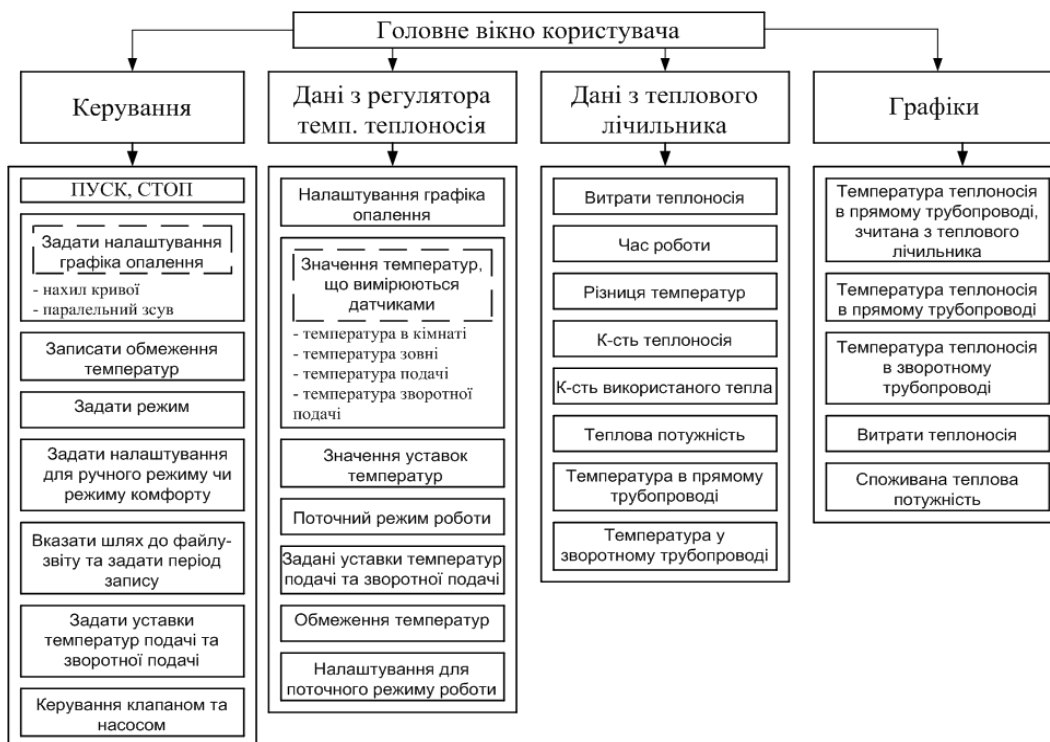 Головне вікно користувача
Керування
ПУСК, СТОП
Задати налаштування
графіка опалення
- нахил кривої
- паралельний зсув
Записати обмеження
температур
Задати режим
Задати налаштування
для ручного режиму чи
режиму комфорту
Вказати шлях до файлу-
звіту та задати період
запису
Задати уставки
температур подачі та
зворотної подачі
Керування клапаном та
насосом
Дані з регулятора
темп. теплоносія
Налаштування графіка
опалення
Значення температур,
що вимірюються
датчиками
- температура в кімнаті
- температура зовні
- температура подачі
- температура зворотної
подачі
Значення уставок
температур
Поточний режим роботи
Задані уставки температур
подачі та зворотної подачі
Обмеження температур
Налаштування для
поточного режиму роботи
Дані з теплового
лічильника
Витрати теплоносія
Час роботи
Різниця температур
К-сть теплоносія
К-сть використаного тепла
Теплова потужність
Температура в прямому
трубопроводі
Температура у
зворотному трубопроводі
Графіки
Температура теплоносія
в прямому трубопроводі,
зчитана з теплового
лічильника
Температура теплоносія
в прямому трубопроводі
Температура теплоносія
в зворотному
трубопроводі
Витрати теплоносія
Споживана теплова
потужність